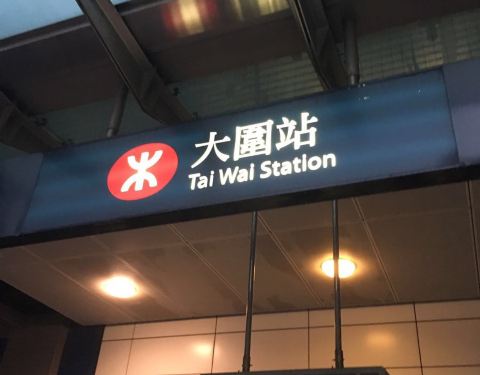 大圍站
Tai Wai Station